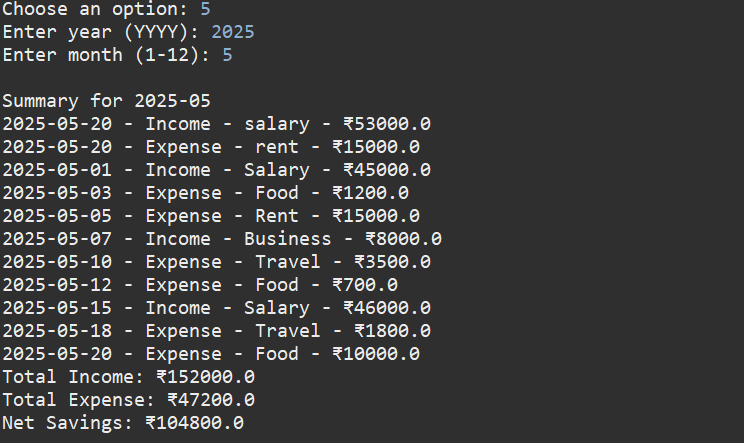 Choose an option: 5
Enter year (YYYY): 2025
Enter month (1-12): 5
Summary for 2025-05
2025-05-20 - Income - salary - ₹53000.0
2025-05-20 - Expense - rent - ₹15000.0
2025-05-01 - Income - Salary - ₹45000.0
2025-05-03 - Expense - Food - ₹1200.0
2025-05-05 - Expense - Rent - ₹15000.0
2025-05-07 - Income - Business - ₹8000.0
2025-05-10 - Expense - Travel - ₹3500.0
2025-05-12 - Expense - Food - ₹700.0
2025-05-15 - Income - Salary - ₹46000.0
2025-05-18 - Expense - Travel - ₹1800.0
2025-05-20 - Expense - Food - ₹10000.0
Total Income: ₹152000.0
Total Expense: ₹47200.0
Net Savings: ₹104800.0